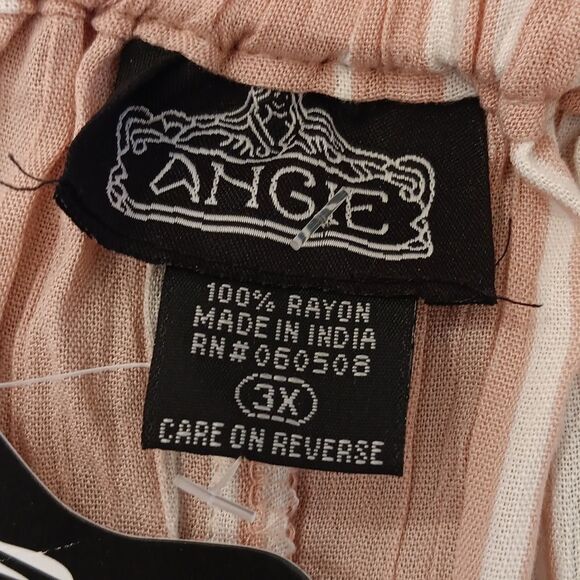 ANGIE
100% RAYON
MADE IN INDIA
RN#060508
3X
CARE ON REVERSE